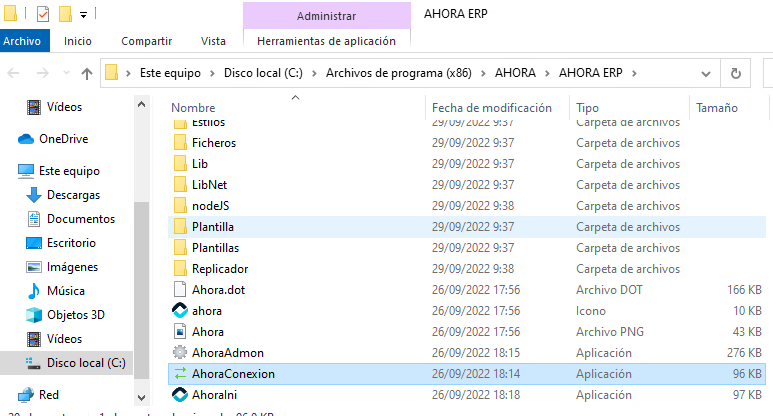 Administrar
AHORA ERP
Archivo Inicio Compartir Vista Herramientas de aplicación
Este equipo > Disco local (C:) > Archivos de programa (x86) > AHORA > AHORA ERP >
Nombre Fecha de modificación Tipo Tamaño
Vídeos
OneDrive
Este equipo
Descargas
Documentos
Escritorio
Imágenes
Música
Objetos 3D
Vídeos
Disco local (C:)
Red
Estilos 29/09/2022 9:37 Carpeta de archivos
Ficheros 29/09/2022 9:37 Carpeta de archivos
Lib 29/09/2022 9:37 Carpeta de archivos
LibNet 29/09/2022 9:37 Carpeta de archivos
nodeJS 29/09/2022 9:38 Carpeta de archivos
Plantilla 29/09/2022 9:37 Carpeta de archivos
Plantillas 29/09/2022 9:37 Carpeta de archivos
Replicador 29/09/2022 9:38 Carpeta de archivos
Ahora.dot 26/09/2022 17:56 Archivo DOT 166 KB
ahora 26/09/2022 17:56 Icono 10 KB
Ahora 26/09/2022 17:56 Archivo PNG 43 KB
AhoraAdmon 26/09/2022 18:15 Aplicación 276 KB
AhoraConexion 26/09/2022 18:14 Aplicación 96 KB
AhoraIni 26/09/2022 18:18 Aplicación 97 KB